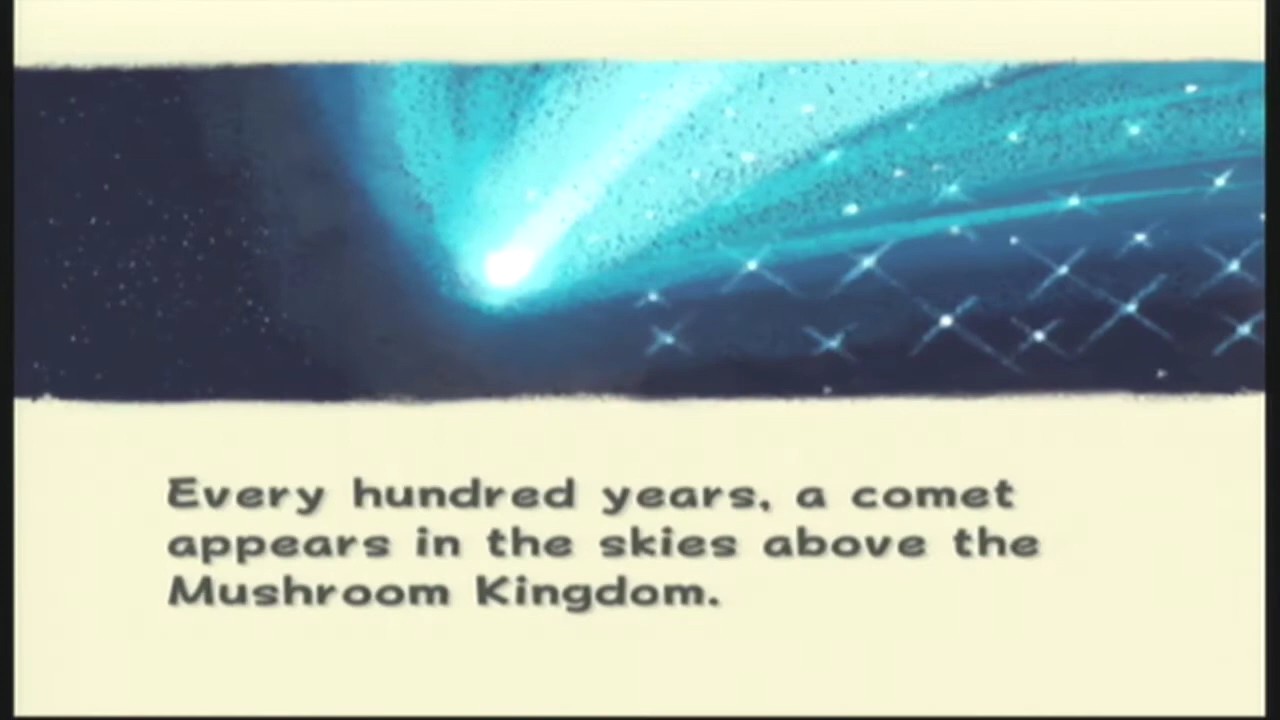 Every hundred years, a comet
appears in the skies above the
Mushroom Kingdom.